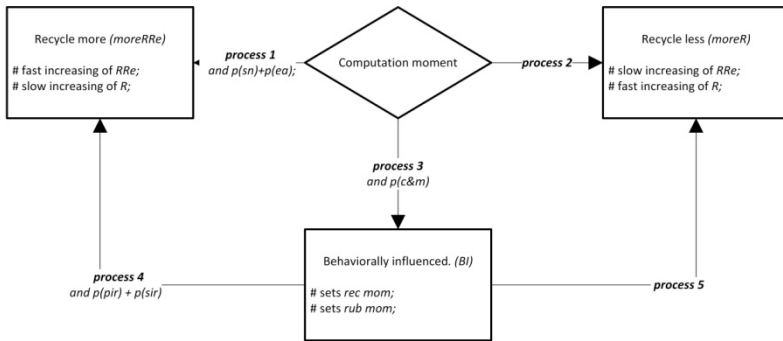 Recycle more (moreRRe)
# fast increasing of RRe;
# slow increasing of R;
process 1
and p(sn)+p(ea);
Computation moment
process 2
Recycle less (moreR)
# slow increasing of RRe;
# fast increasing of R;
process 3
and p(c&m)
process 4
and p(pir) + p(sir)
Behaviorally influenced. (BI)
# sets rec mom;
# sets rub mom;
process 5